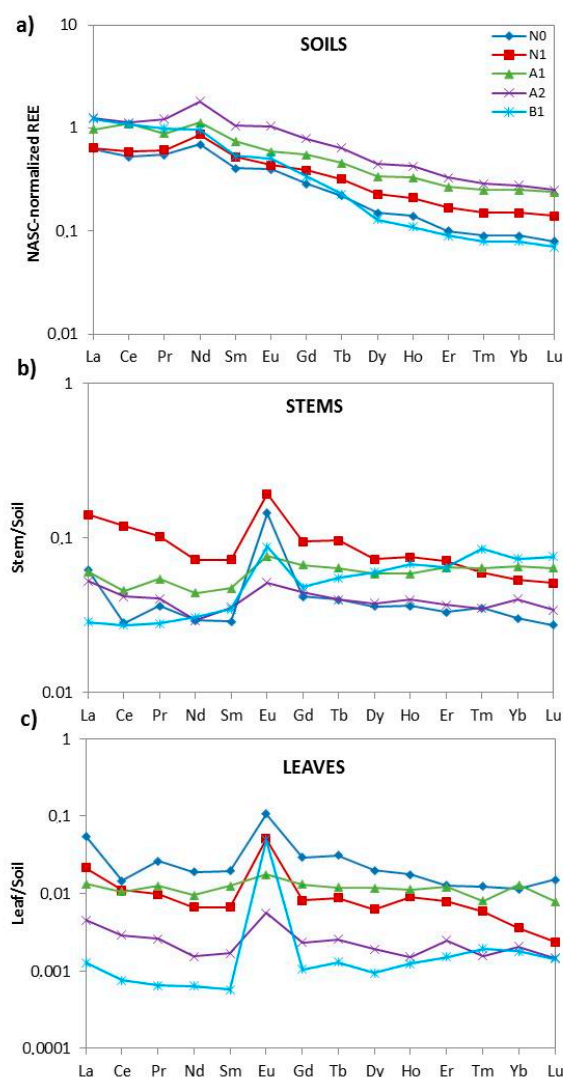 a)
SOILS
NASC-normalized REE
10
1
0,1
0.01
N0
N1
A1
A2
B1
La Ce Pr Nd Sm Eu Gd Tb Dy Ho Er Tm Yb Lu
b)
STEMS
Stem/Soil
1
0.1
0.01
La Ce Pr Nd Sm Eu Gd Tb Dy Ho Er Tm Yb Lu
c)
LEAVES
Leaf/Soil
1
0.1
0.01
0.001
0.0001
La Ce Pr Nd Sm Eu Gd Tb Dy Ho Er Tm Yb Lu